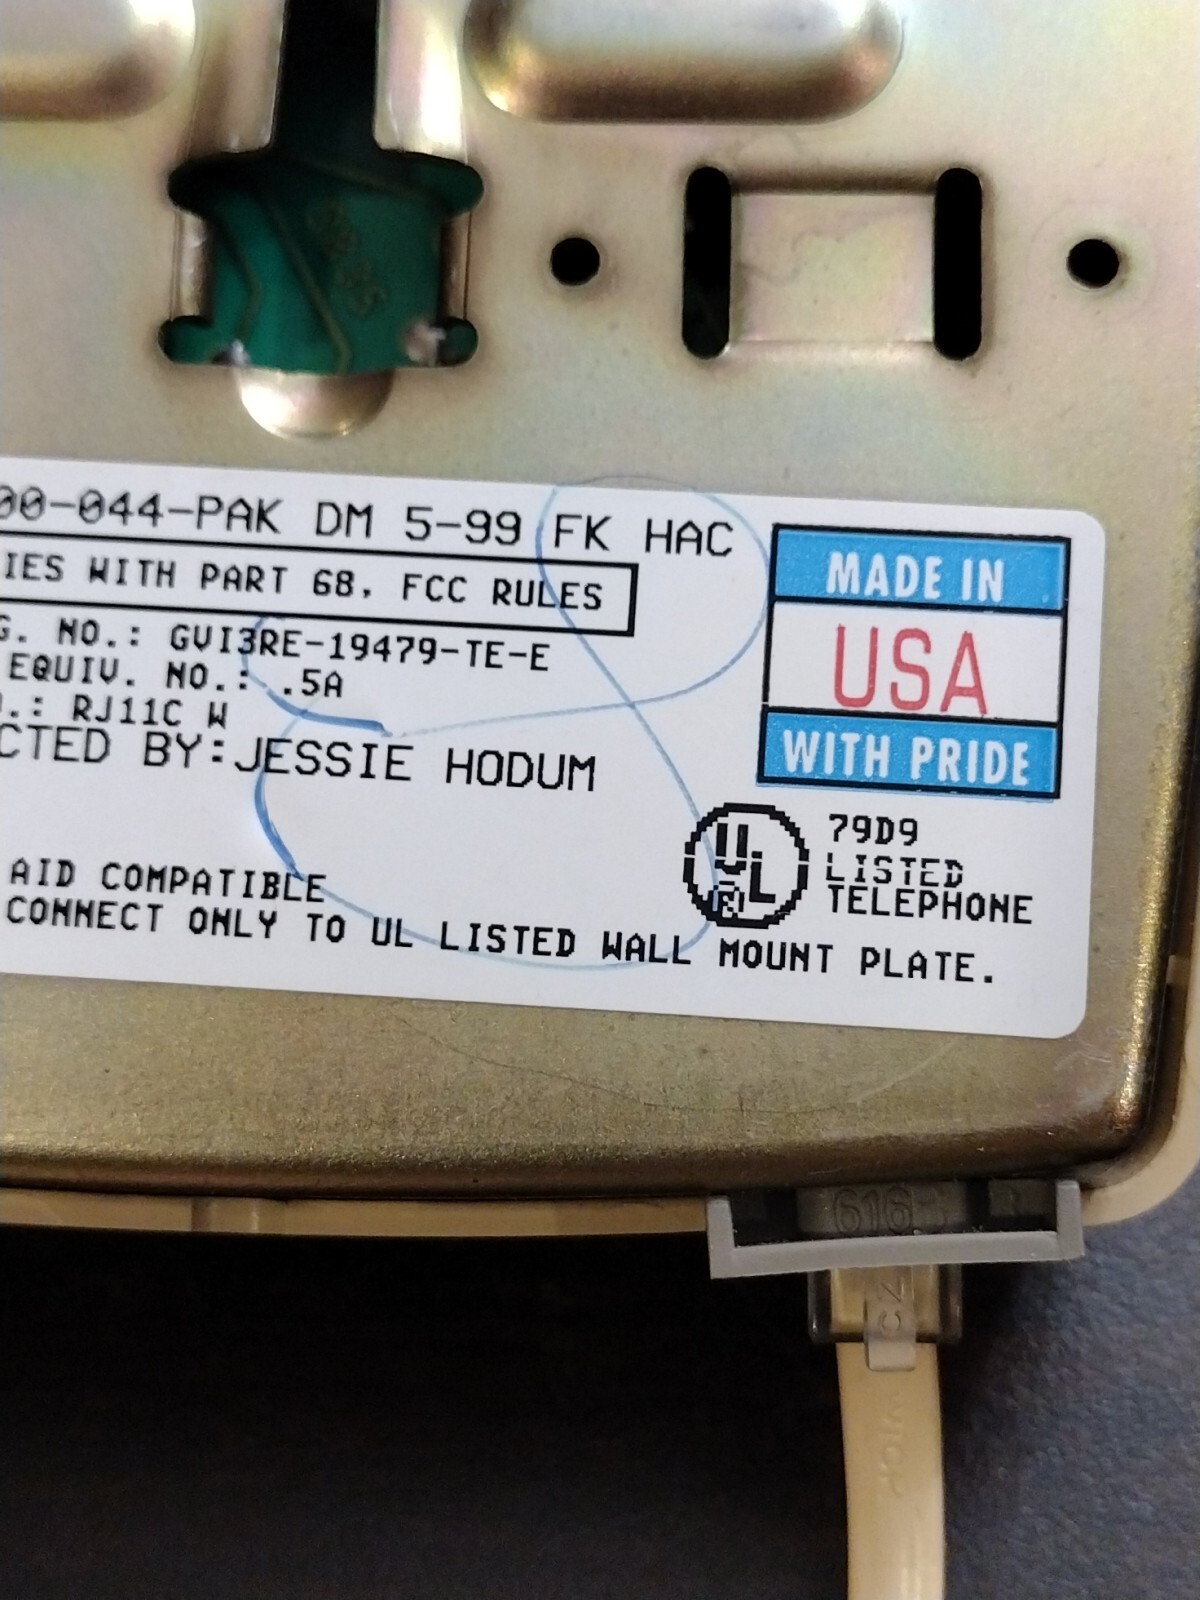 00-044-PAK DM 5-99 FK HAC
IES WITH PART 68, FCC RULES
G. NO.: GVI3RE-19479-TE-E
EQUIV. NO.: .5A
.: RJ11C W
CTED BY:JESSIE HODUM
AID COMPATIBLE
CONNECT ONLY TO UL LISTED WALL MOUNT PLATE.
MADE IN
USA
WITH PRIDE
UL
79D9
LISTED
TELEPHONE
616
CZ